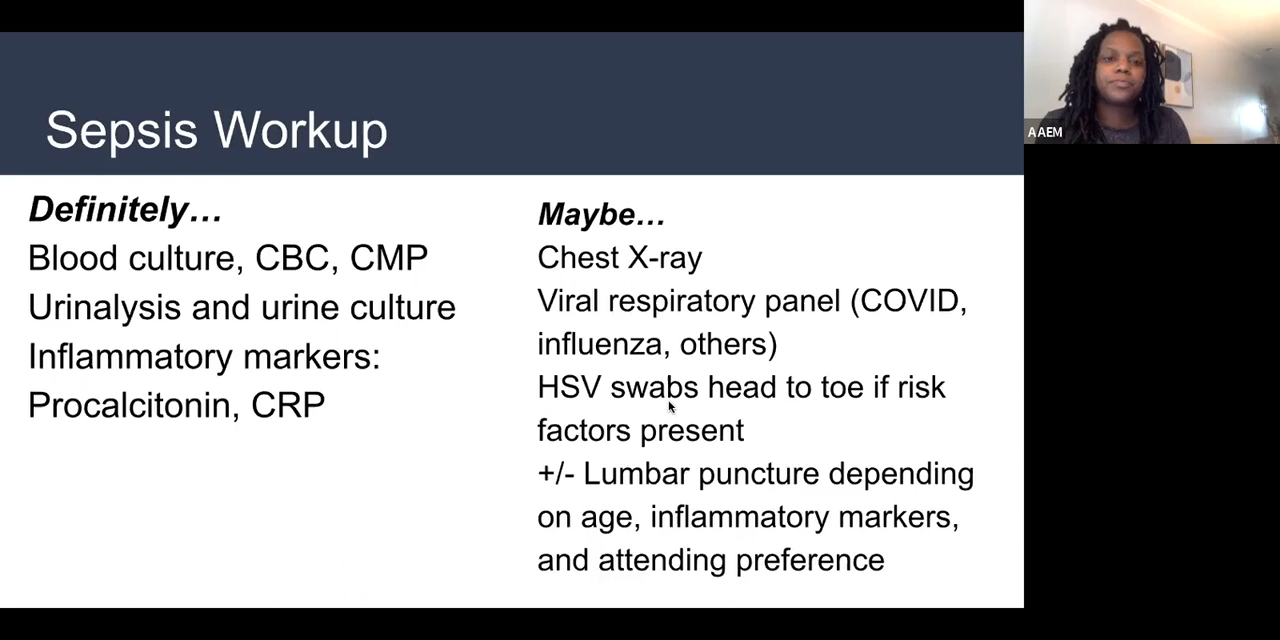 Sepsis Workup
Definitely…
Blood culture, CBC, CMP
Urinalysis and urine culture
Inflammatory markers:
Procalcitonin, CRP
Maybe…
Chest X-ray
Viral respiratory panel (COVID,
influenza, others)
HSV swabs head to toe if risk
factors present
+/- Lumbar puncture depending
on age, inflammatory markers,
and attending preference
AAEM